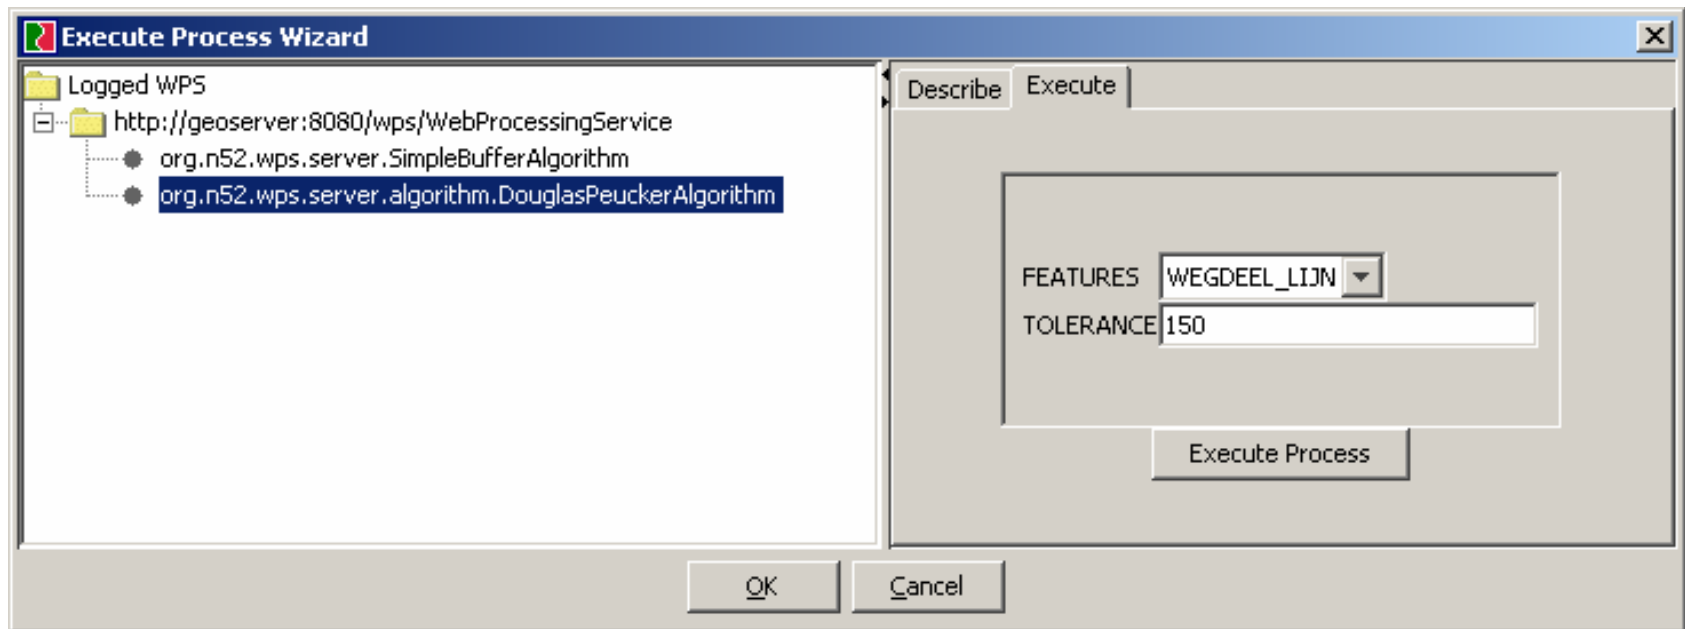 Execute Process Wizard
Logged WPS
http://geoserver:8080/wps/WebProcessingService
org.n52.wps.server.SimpleBufferAlgorithm
org.n52.wps.server.algorithm.DouglasPeuckerAlgorithm
Describe Execute
FEATURES WEGDEEL_LIJN
TOLERANCE 150
Execute Process
OK Cancel